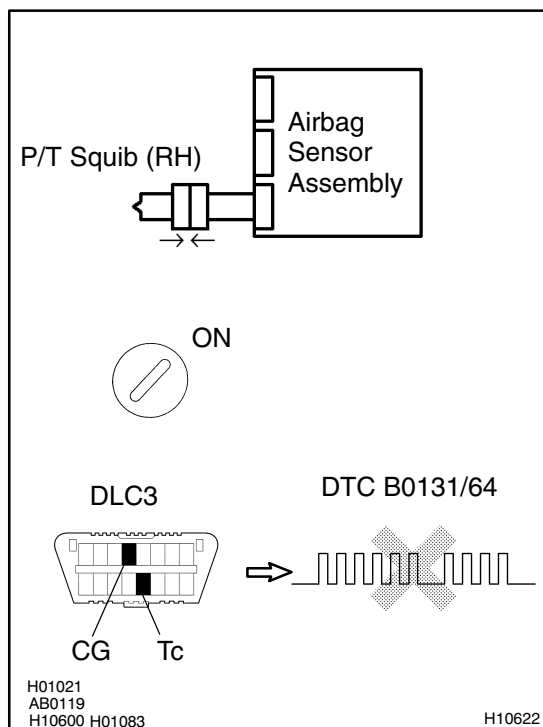 Airbag
Sensor
Assembly
P/T Squib (RH)
ON
DLC3
DTC B0131/64
CG
Tc
H01021
AB0119
H10600 H01083
H10622